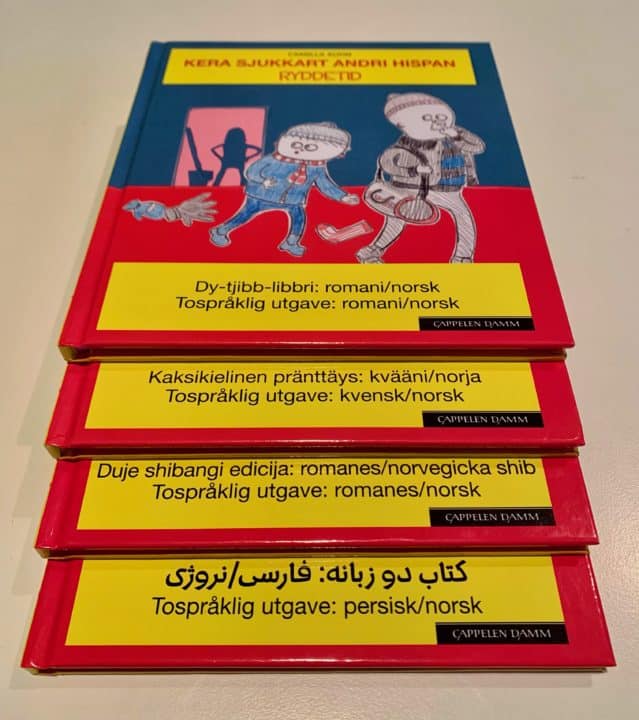 CAMILLA KUHN
KERA SJUKKART ANDRI HISPAN
RYDDETID
Dy-tjibb-libbri: romani/norsk
Tospråklig utgave: romani/norsk
CAPPELEN DAMM
Kaksikielinen pränttäys: kvääni/norja
Tospråklig utgave: kvensk/norsk
CAPPELEN DAMM
Duje shibangi edicija: romanes/norvegicka shib
Tospråklig utgave: romanes/norsk
CAPPELEN DAMM
کتاب دو زبانه: فارسی/نروژی
Tospråklig utgave: persisk/norsk
CAPPELEN DAMM